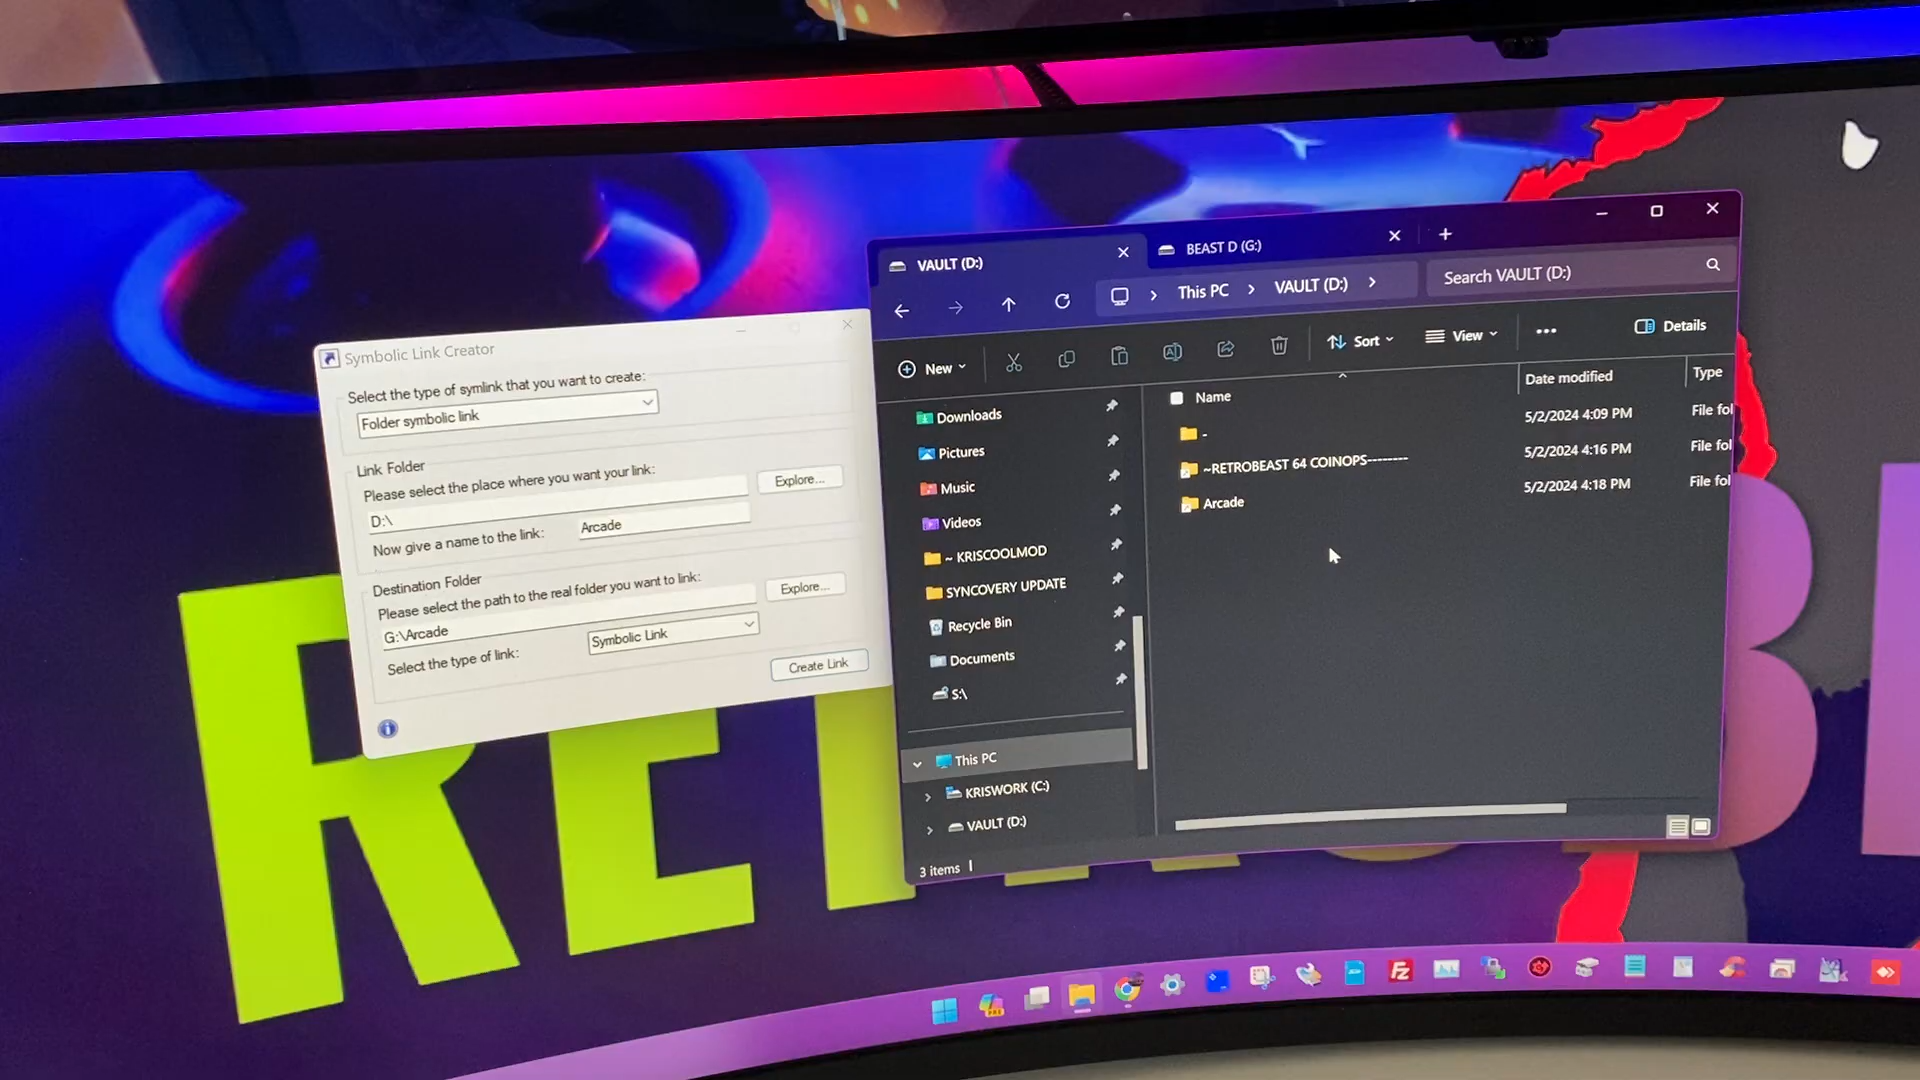 Symbolic Link Creator
Select the type of symlink that you want to create:
Folder symbolic link
Link Folder
Please select the place where you want your link:
D:\
Explore...
Now give a name to the link:
Arcade
Destination Folder
Please select the path to the real folder you want to link:
G:\Arcade
Explore...
Select the type of link:
Symbolic Link
Create Link
VAULT (D:)
BEAST D (G:)
This PC > VAULT (D:) >
Search VAULT (D:)
New
Sort
View
Details
Name
Date modified
Type
-
5/2/2024 4:09 PM
File fol
~RETROBEAST 64 COINOPS--------
5/2/2024 4:16 PM
File fol
Arcade
5/2/2024 4:18 PM
File fol
Downloads
Pictures
Music
Videos
~ KRISCOOLMOD
SYNCOVERY UPDATE
Recycle Bin
Documents
S:\
This PC
KRISWORK (C:)
VAULT (D:)
3 items
RE
B
PRE
FZ